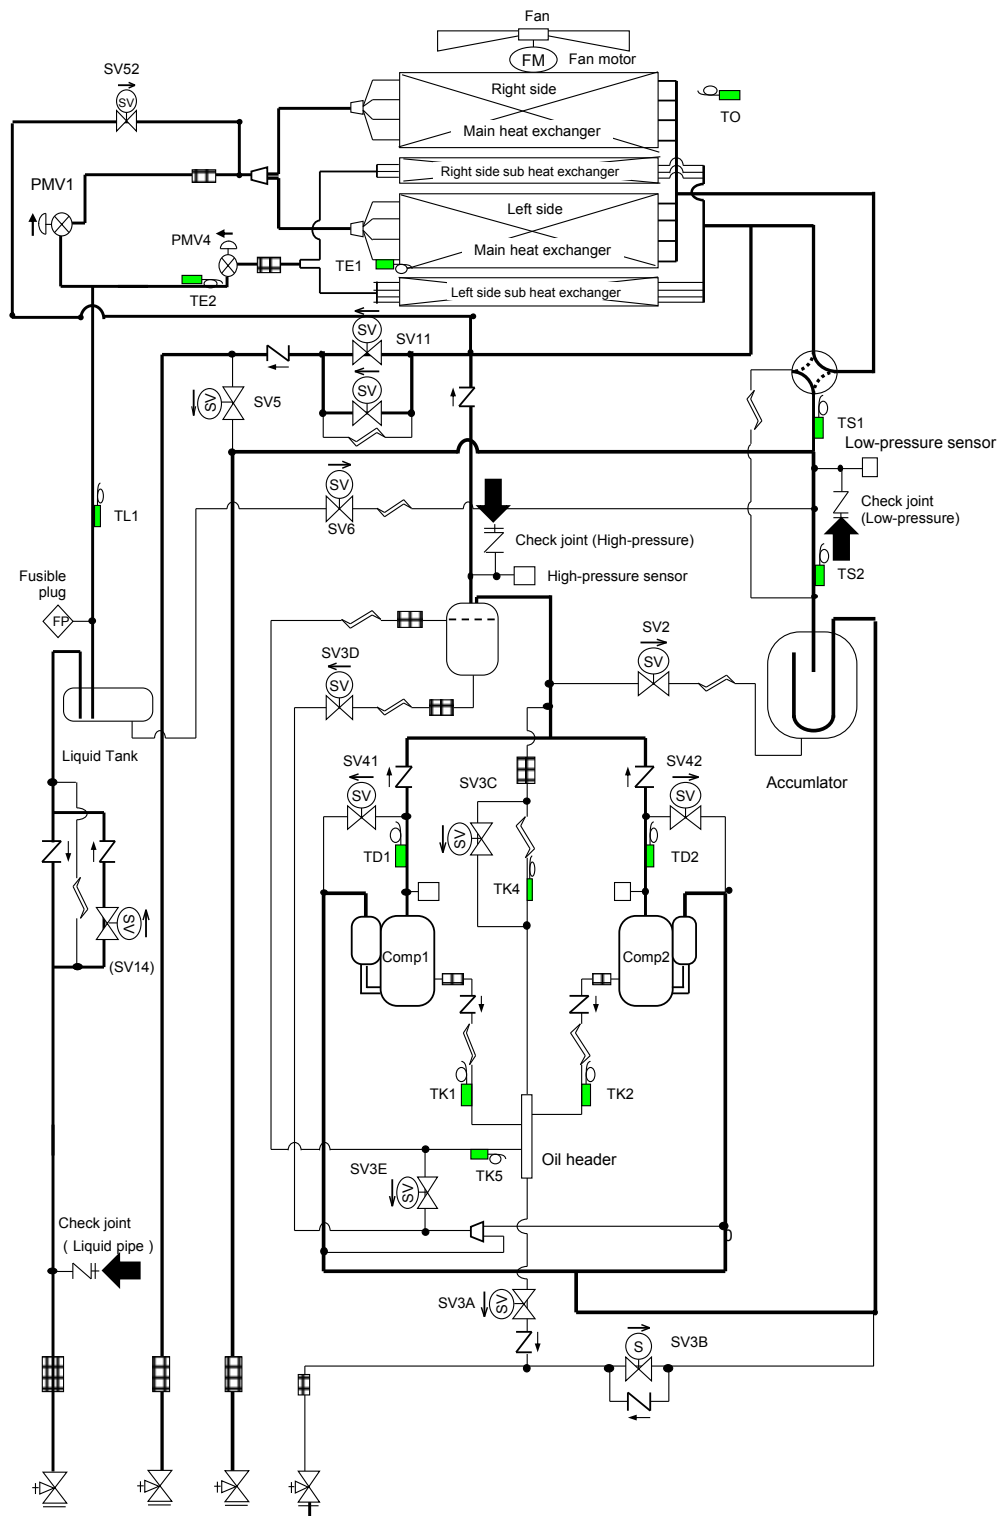 Fan
FM
Fan motor
SV52
SV
Right side
Main heat exchanger
TO
Right side sub heat exchanger
PMV1
Left side
Main heat exchanger
PMV4
TE1
TE2
Left side sub heat exchanger
SV
SV11
SV
SV
SV5
TS1
Low-pressure sensor
SV
SV6
TL1
Check joint
(Low-pressure)
Check joint (High-pressure)
TS2
High-pressure sensor
Fusible
plug
FP
SV2
SV
SV3D
SV
Liquid Tank
SV41
SV
SV3C
SV
SV42
SV
Accumlator
TD1
TD2
TK4
SV
(SV14)
Comp1
Comp2
TK1
TK2
Oil header
TK5
SV3E
SV
Check joint
( Liquid pipe )
SV3A
SV
SV3B
S